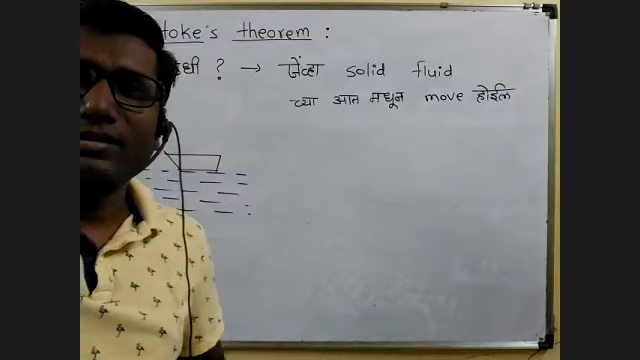 toke's theorem :
धी ? → जेंव्हा solid fluid
च्या आत मधून move होईल